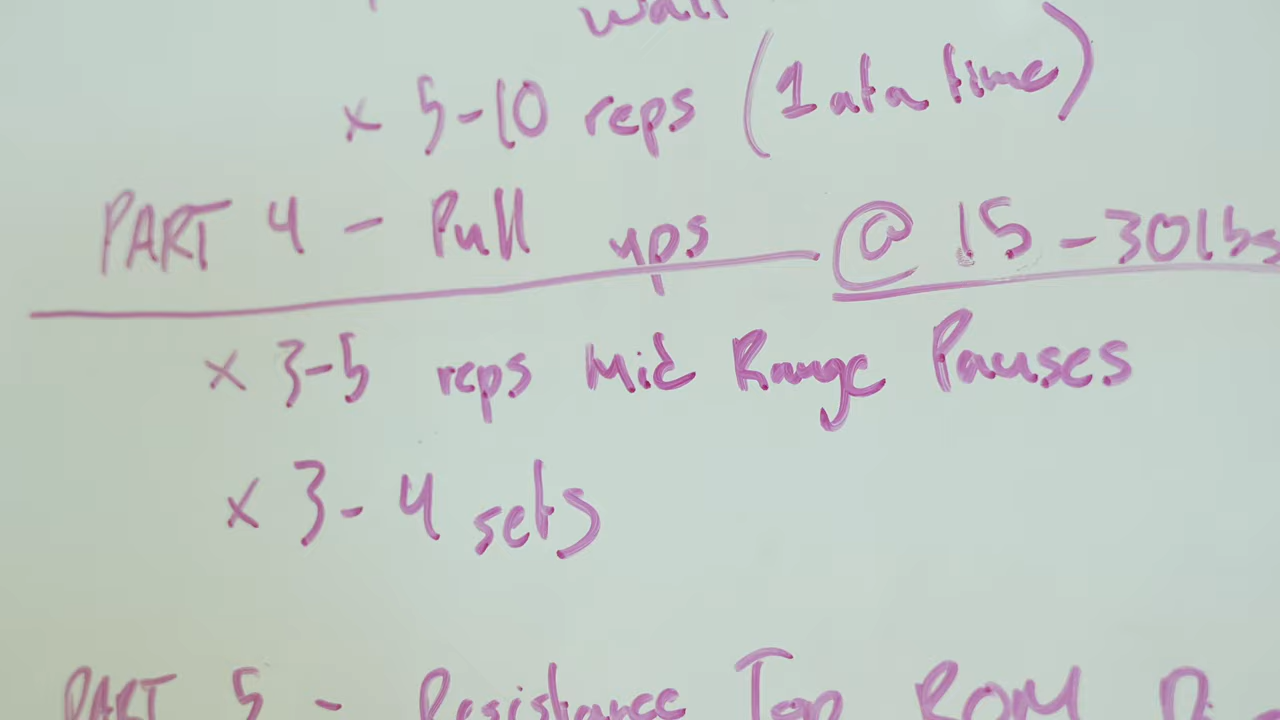 wall
x 5-10 reps (1 at a time)
PART 4 - Pull ups @ 15-30lbs
x 3-5 reps Mid Range Pauses
x 3-4 sets
PART 5 - Resistance Top ROM